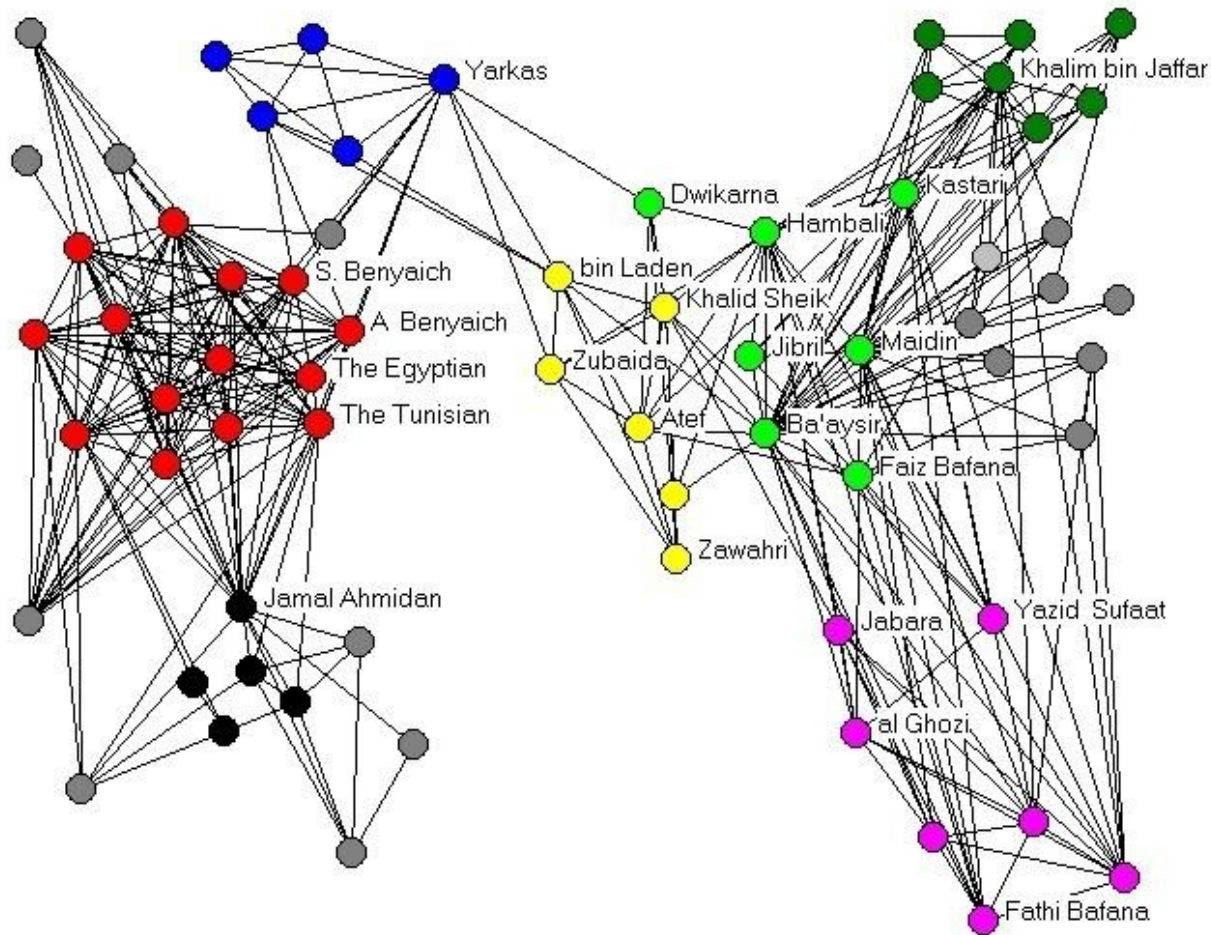 Yarkas
Khalim bin Jaffar
Dwikarna
Kastari
Hambali
S. Benyaich
bin Laden
Khalid Sheik
A Benyaich
Jibril
Maidin
The Egyptian
Zubaida
The Tunisian
Atef
Ba'aysir
Faiz Bafana
Zawahri
Jamal Ahmidan
Jabara
Yazid Sufaat
al Ghozi
Fathi Bafana